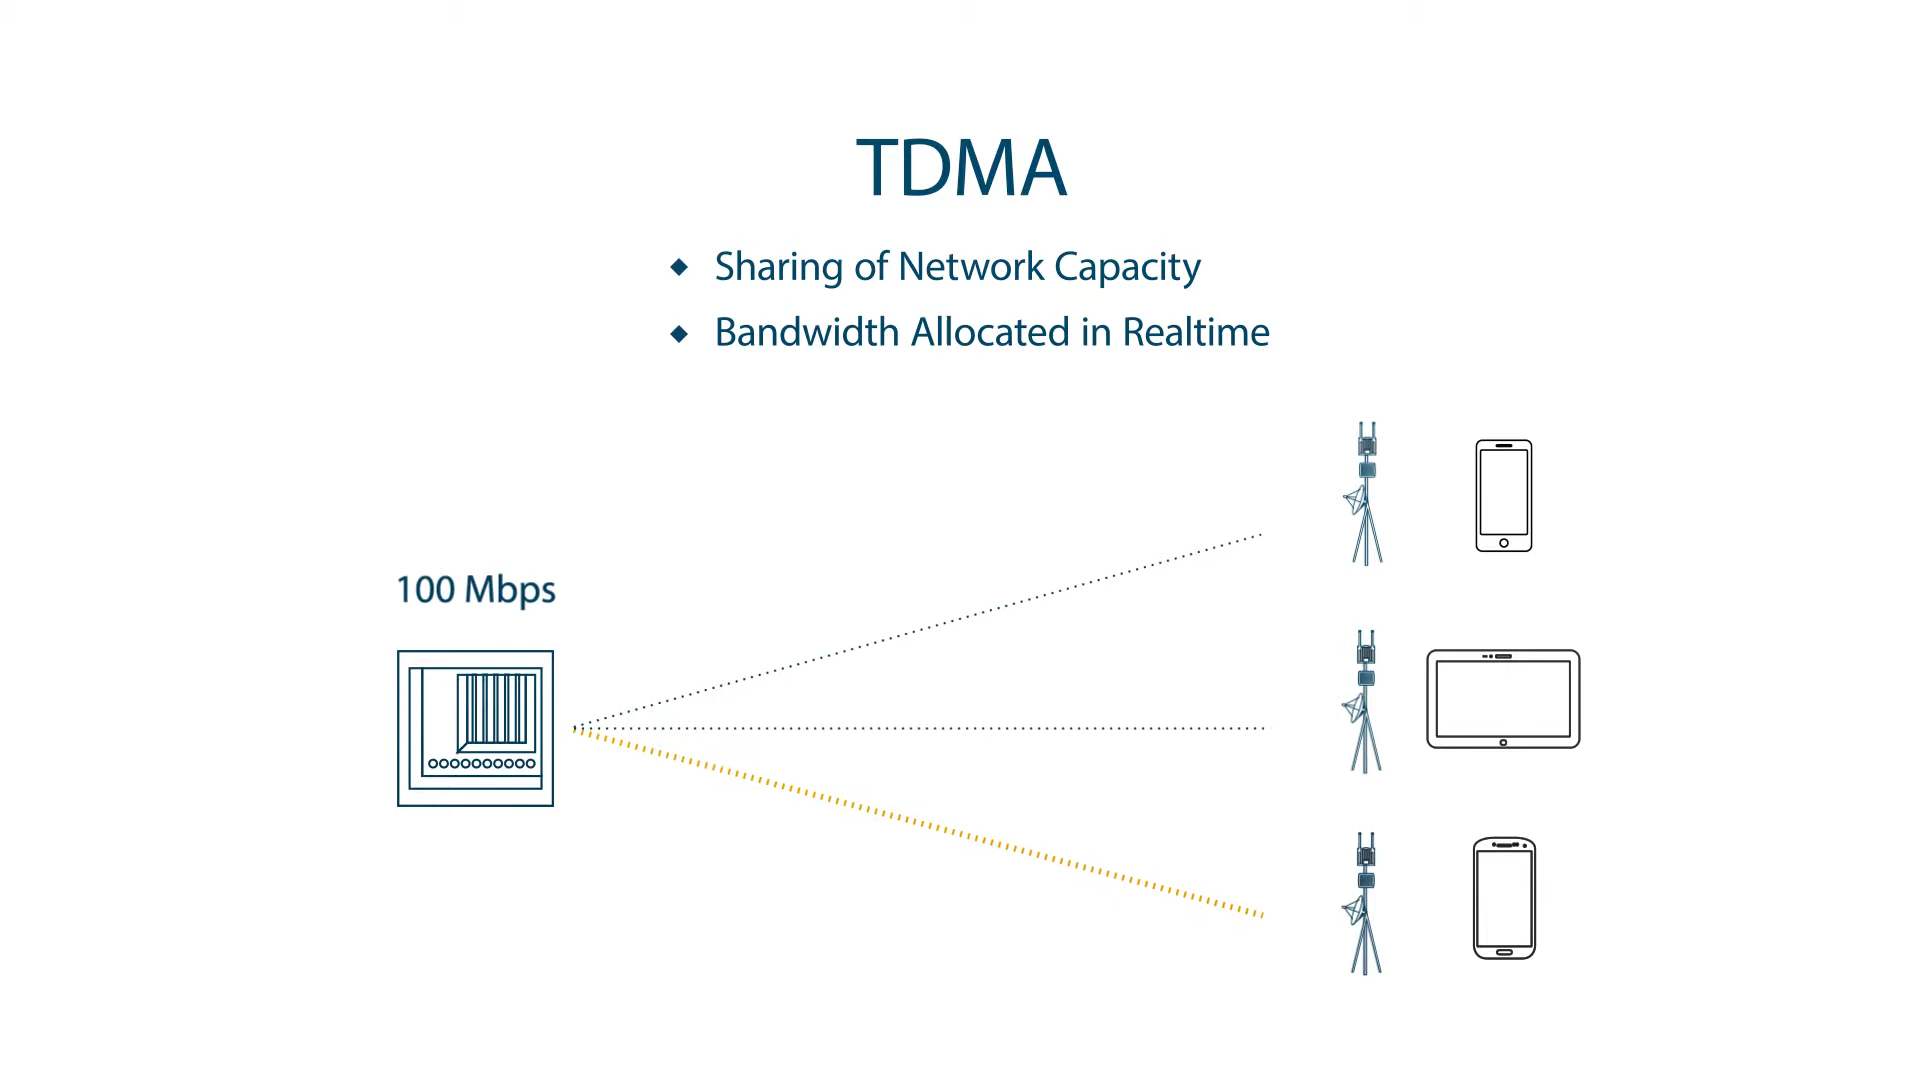 TDMA
◆ Sharing of Network Capacity
◆ Bandwidth Allocated in Realtime
100 Mbps